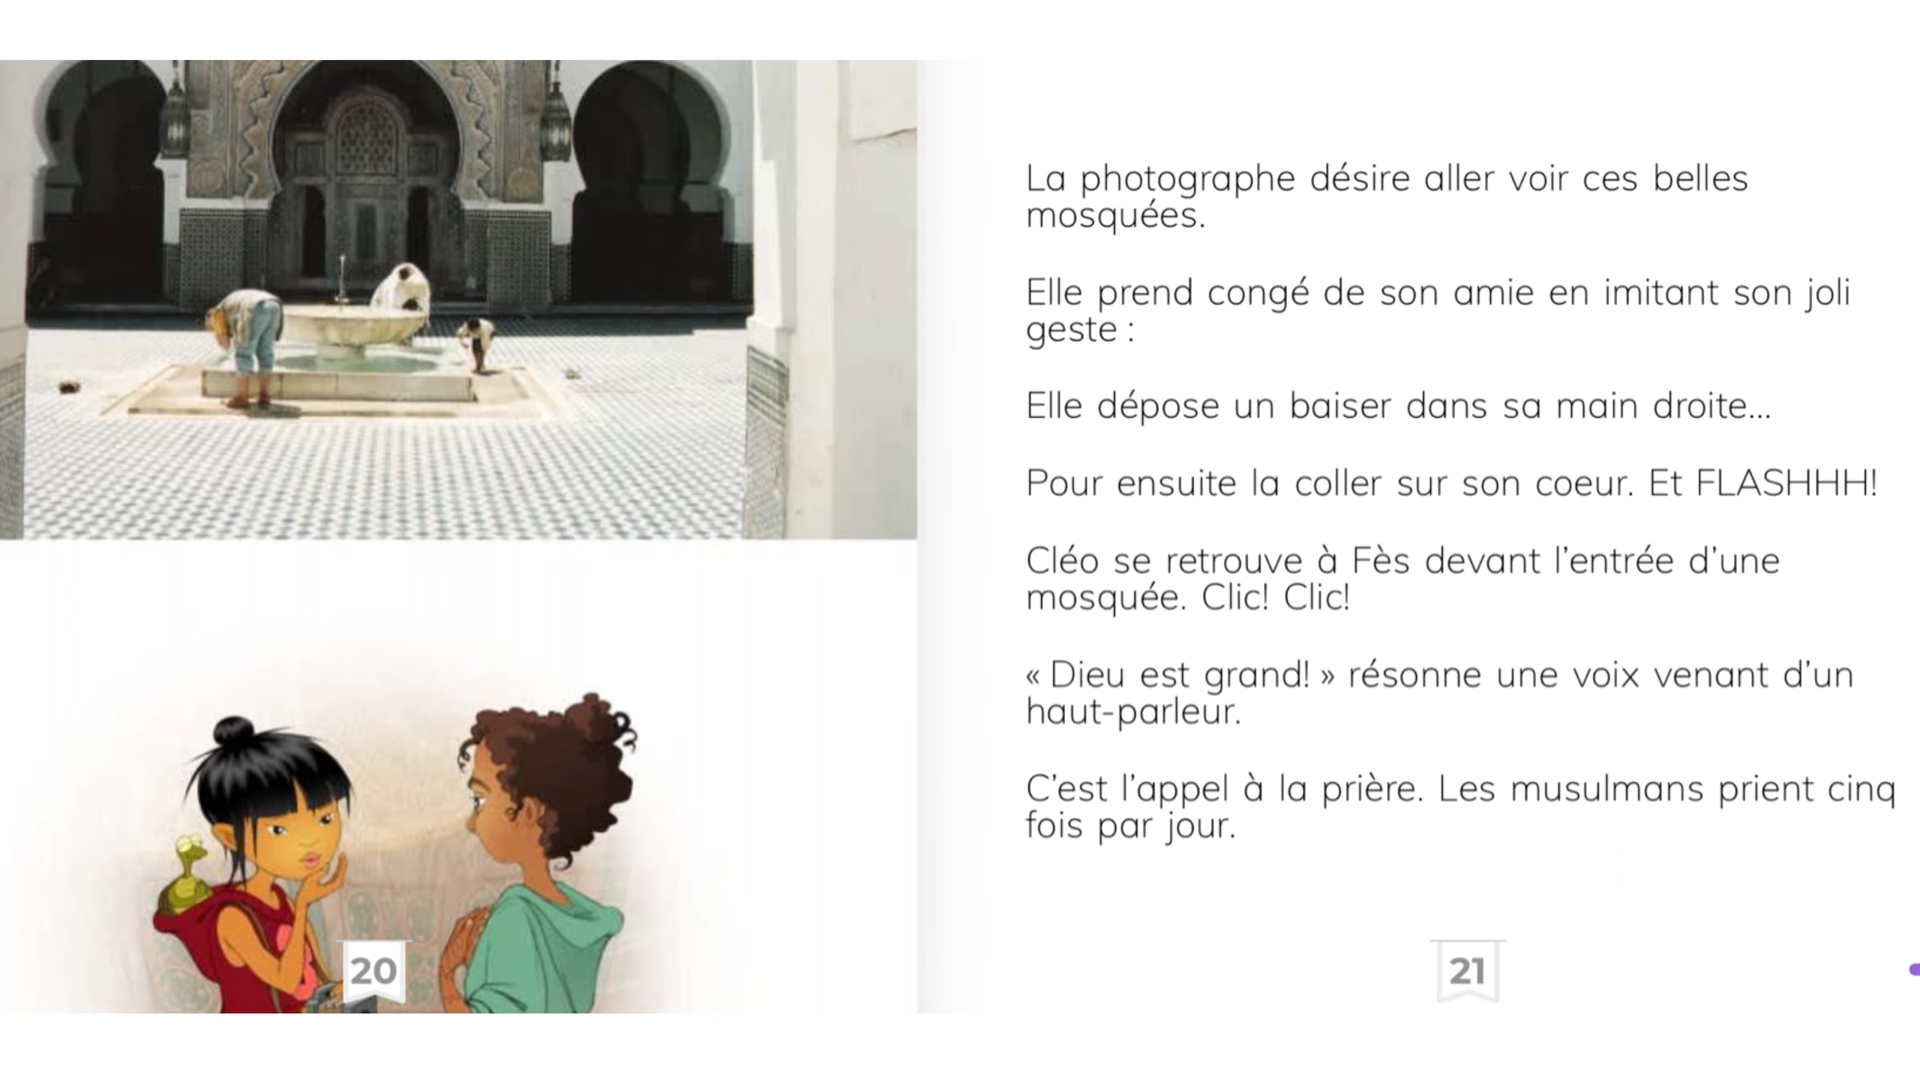 La photographe désire aller voir ces belles
mosquées.
Elle prend congé de son amie en imitant son joli
geste :
Elle dépose un baiser dans sa main droite...
Pour ensuite la coller sur son coeur. Et FLASHHH!
Cléo se retrouve à Fès devant l'entrée d'une
mosquée. Clic! Clic!
« Dieu est grand! » résonne une voix venant d'un
haut-parleur.
C'est l'appel à la prière. Les musulmans prient cinq
fois par jour.
20
21